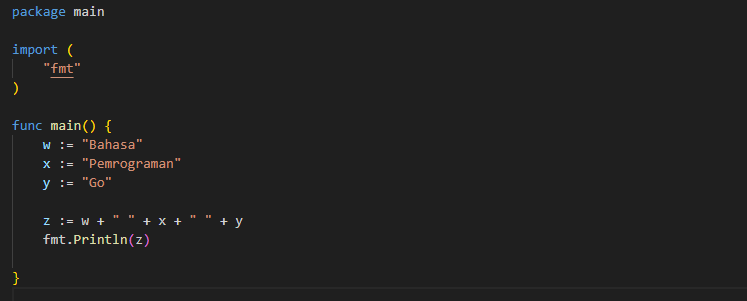 package main
import (
"fmt"
)
func main() {
w := "Bahasa"
x := "Pemrograman"
y := "Go"
z := w + " " + x + " " + y
fmt.Println(z)
}